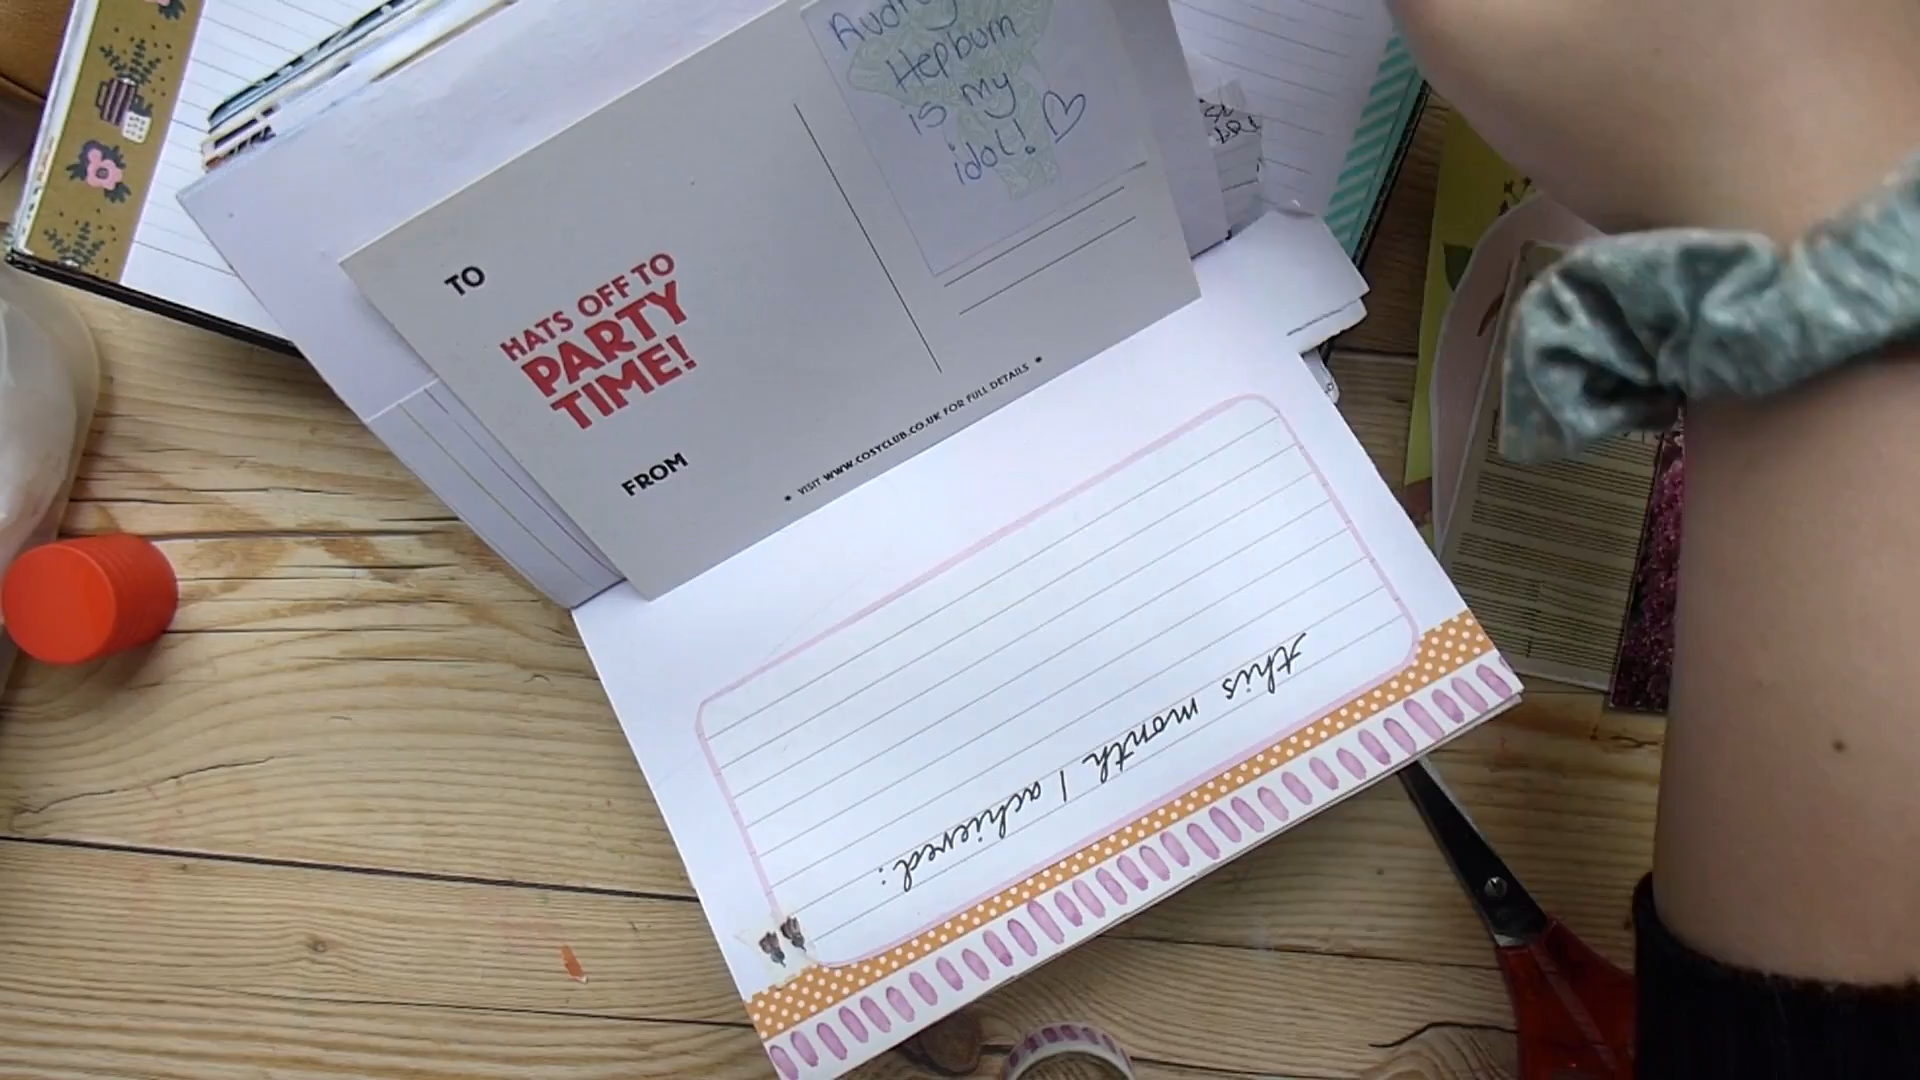 Audrey
Hepburn
is my
idol!
TO
HATS OFF TO
PARTY
TIME!
FROM
VISIT WWW.COSYCLUB.CO.UK FOR FULL DETAILS
this month I achieved: